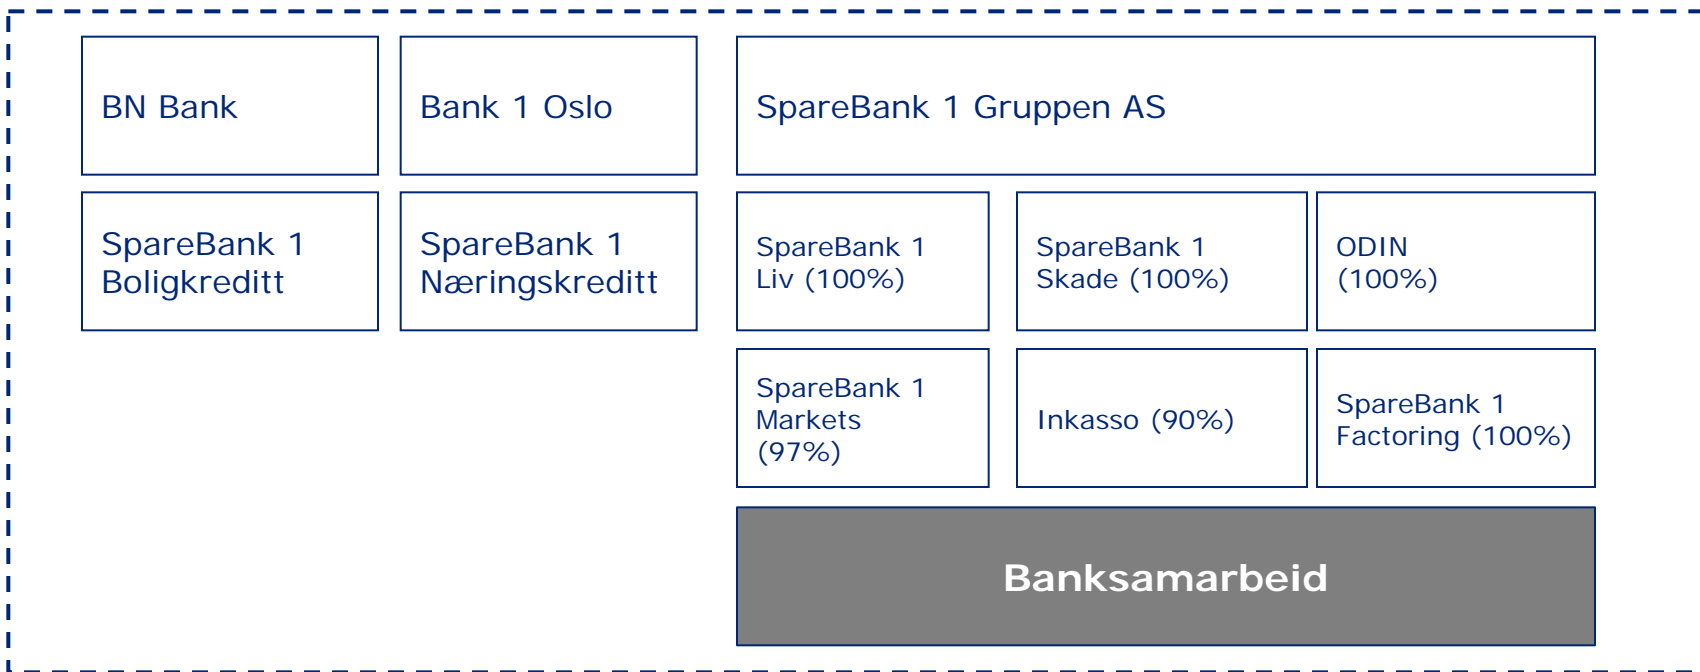 BN Bank
Bank 1 Oslo
SpareBank 1 Gruppen AS
SpareBank 1
Boligkreditt
SpareBank 1
Næringskreditt
SpareBank 1
Liv (100%)
SpareBank 1
Skade (100%)
ODIN
(100%)
SpareBank 1
Markets
(97%)
Inkasso (90%)
SpareBank 1
Factoring (100%)
Banksamarbeid